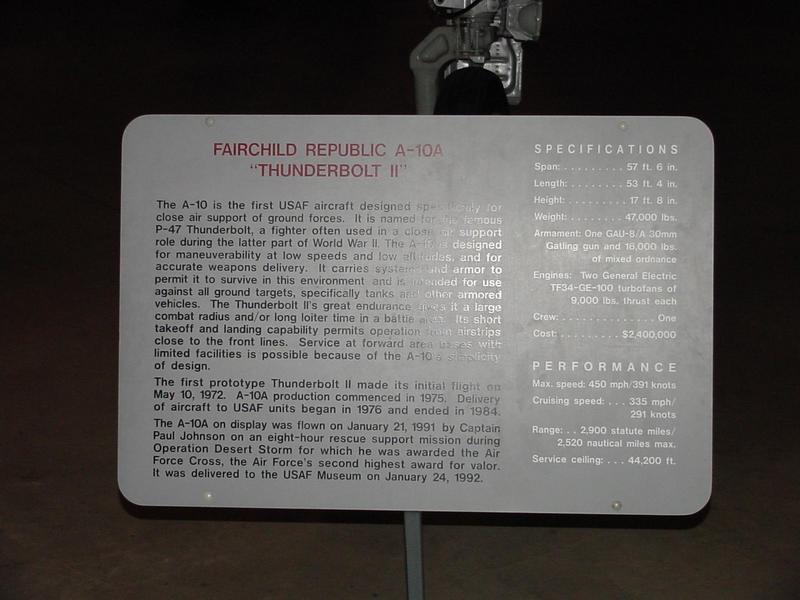 FAIRCHILD REPUBLIC A-10A
"THUNDERBOLT II"
The A-10 is the first USAF aircraft designed specifically for
close air support of ground forces. It is named for the famous
P-47 Thunderbolt, a fighter often used in a close air support
role during the latter part of World War II. The A-10 is designed
for maneuverability at low speeds and low altitudes, and for
accurate weapons delivery. It carries systems and armor to
permit it to survive in this environment and is intended for use
against all ground targets, specifically tanks and other armored
vehicles. The Thunderbolt II's great endurance gives it a large
combat radius and/or long loiter time in a battle area. Its short
takeoff and landing capability permits operation from airstrips
close to the front lines. Service at forward area bases with
limited facilities is possible because of the A-10's simplicity
of design.
The first prototype Thunderbolt II made its initial flight on
May 10, 1972. A-10A production commenced in 1975. Delivery
of aircraft to USAF units began in 1976 and ended in 1984.
The A-10A on display was flown on January 21, 1991 by Captain
Paul Johnson on an eight-hour rescue support mission during
Operation Desert Storm for which he was awarded the Air
Force Cross, the Air Force's second highest award for valor.
It was delivered to the USAF Museum on January 24, 1992.
SPECIFICATIONS
Span: . . . . . . . . . 57 ft. 6 in.
Length: . . . . . . . . 53 ft. 4 in.
Height: . . . . . . . . 17 ft. 8 in.
Weight: . . . . . . . . 47,000 lbs.
Armament: One GAU-8/A 30mm
Gatling gun and 16,000 lbs.
of mixed ordnance
Engines: Two General Electric
TF34-GE-100 turbofans of
9,000 lbs. thrust each
Crew: . . . . . . . . . . . . . . One
Cost: . . . . . . . . . $2,400,000
PERFORMANCE
Max. speed: 450 mph/391 knots
Cruising speed: . . . 335 mph/
291 knots
Range: . . 2,900 statute miles/
2,520 nautical miles max.
Service ceiling: . . . 44,200 ft.